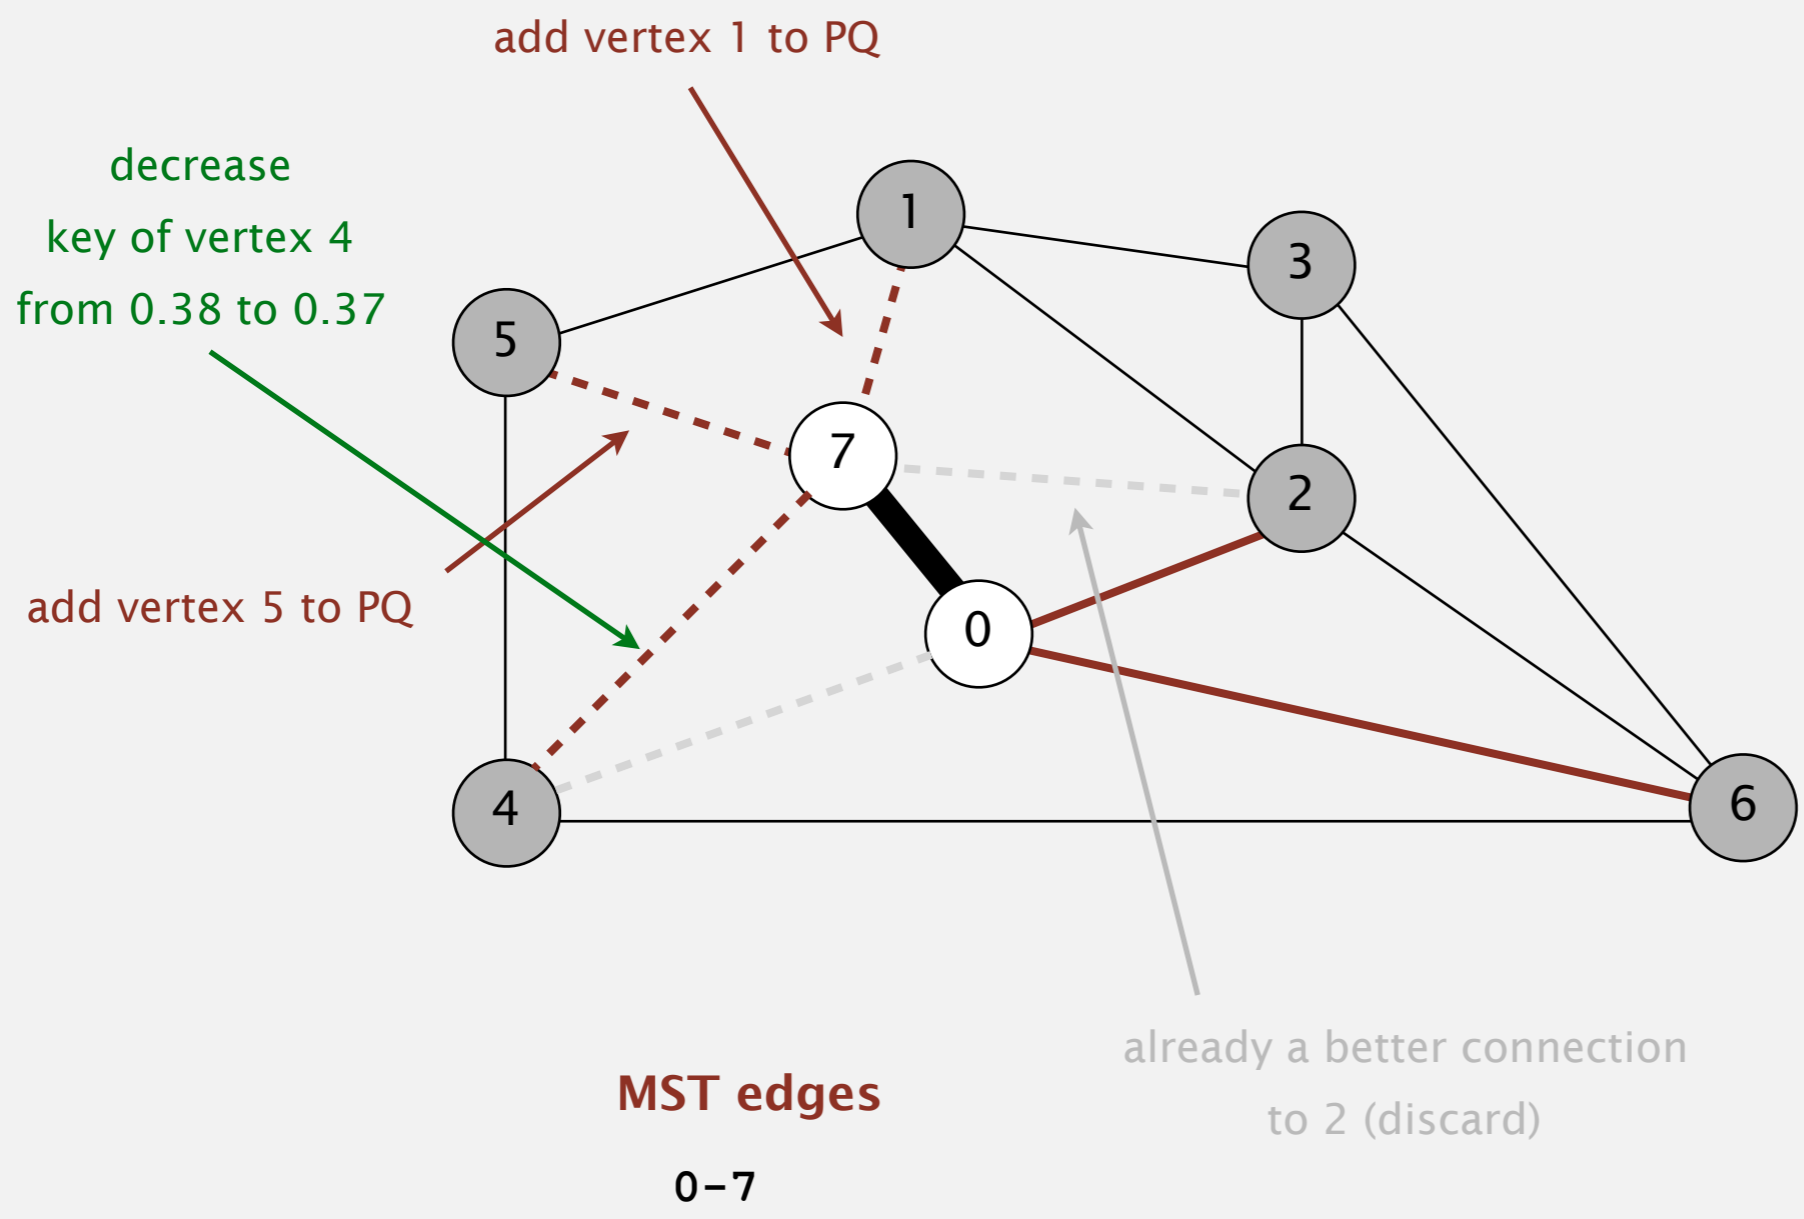 add vertex 1 to PQ
decrease
key of vertex 4
from 0.38 to 0.37
1
3
5
7
2
add vertex 5 to PQ
0
4
6
already a better connection
to 2 (discard)
MST edges
0-7